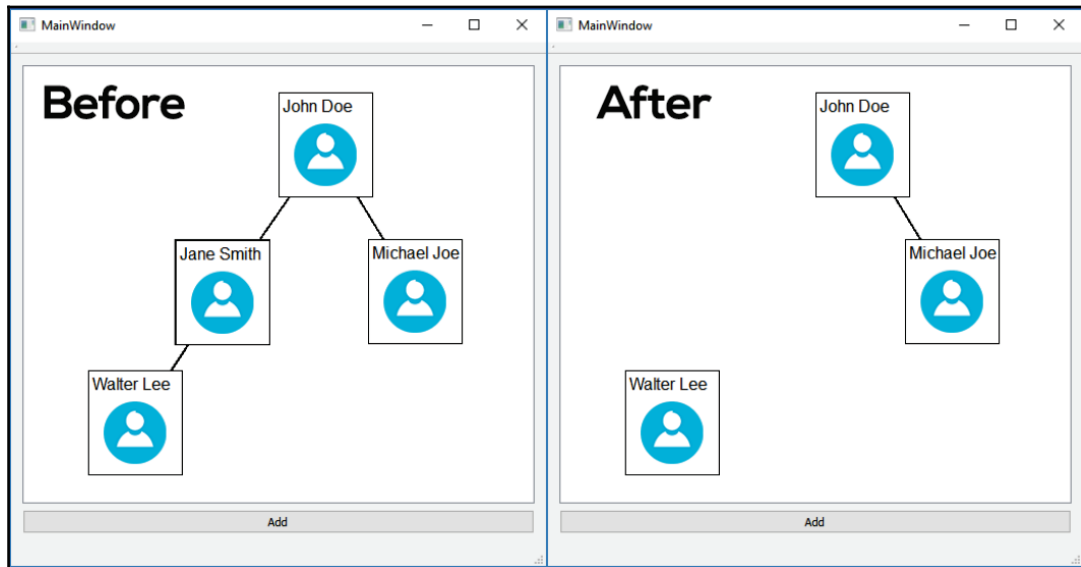 MainWindow
Before
John Doe
Jane Smith
Michael Joe
Walter Lee
Add
MainWindow
After
John Doe
Michael Joe
Walter Lee
Add